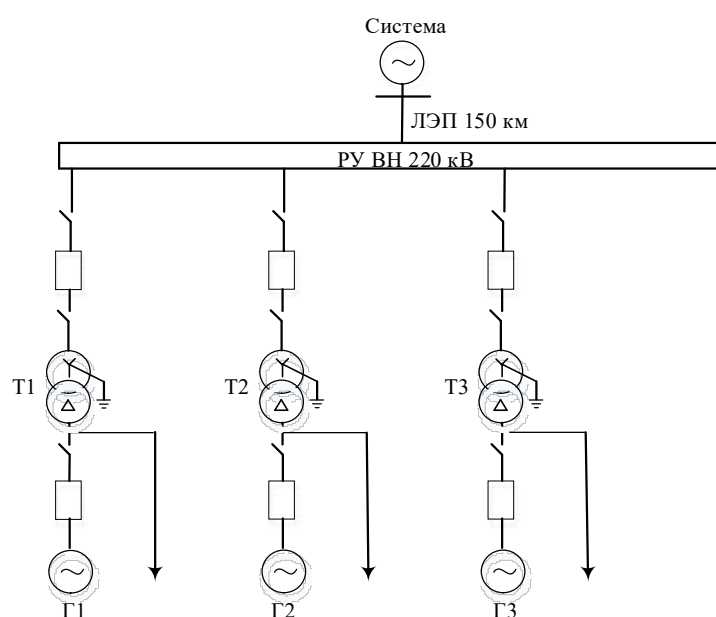 Система
ЛЭП 150 км
РУ ВН 220 кВ
Т1
Т2
Т3
Г1
Г2
Г3